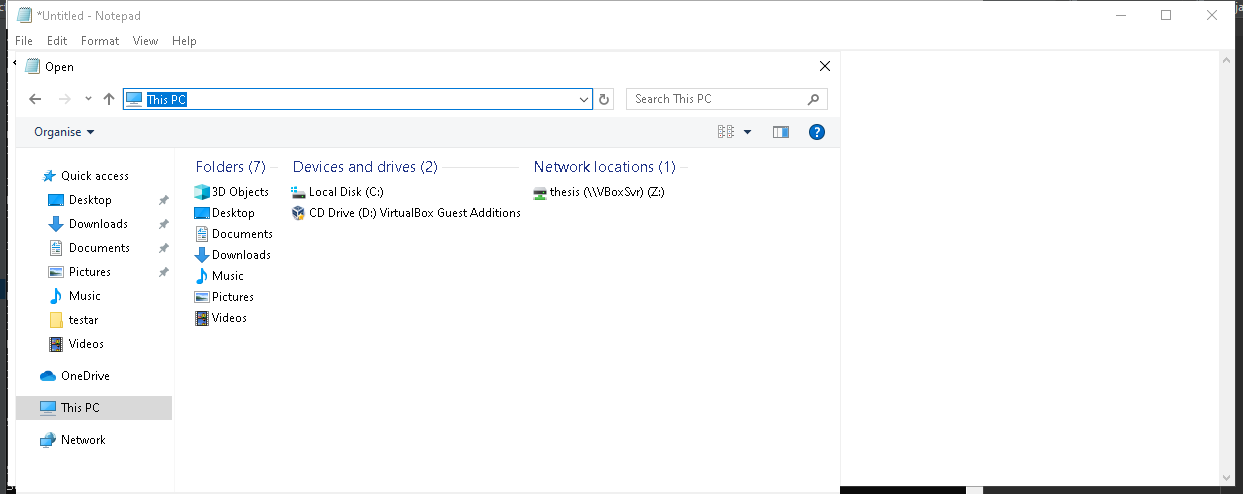 *Untitled - Notepad
File Edit Format View Help
Open
This PC
Search This PC
Organise
Quick access
Desktop
Downloads
Documents
Pictures
Music
testar
Videos
OneDrive
This PC
Network
Folders (7)
3D Objects
Desktop
Documents
Downloads
Music
Pictures
Videos
Devices and drives (2)
Local Disk (C:)
CD Drive (D:) VirtualBox Guest Additions
Network locations (1)
thesis (\\VBoxSvr) (Z:)